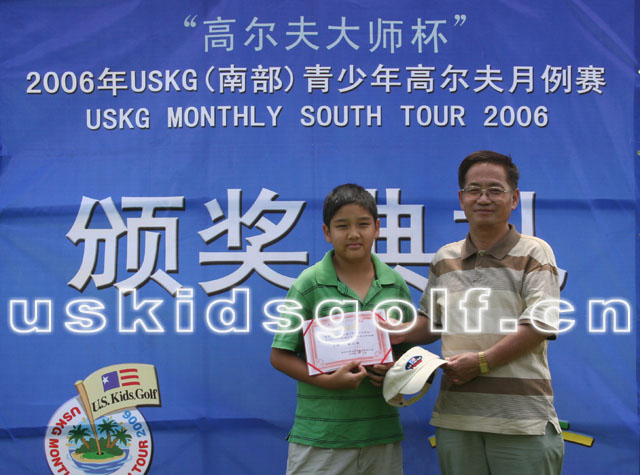 “高尔夫大师杯”
2006年USKG(南部)青少年高尔夫月例赛
USKG MONTHLY SOUTH TOUR 2006
颁奖典礼
uskidsgolf.cn
U.S. Kids Golf